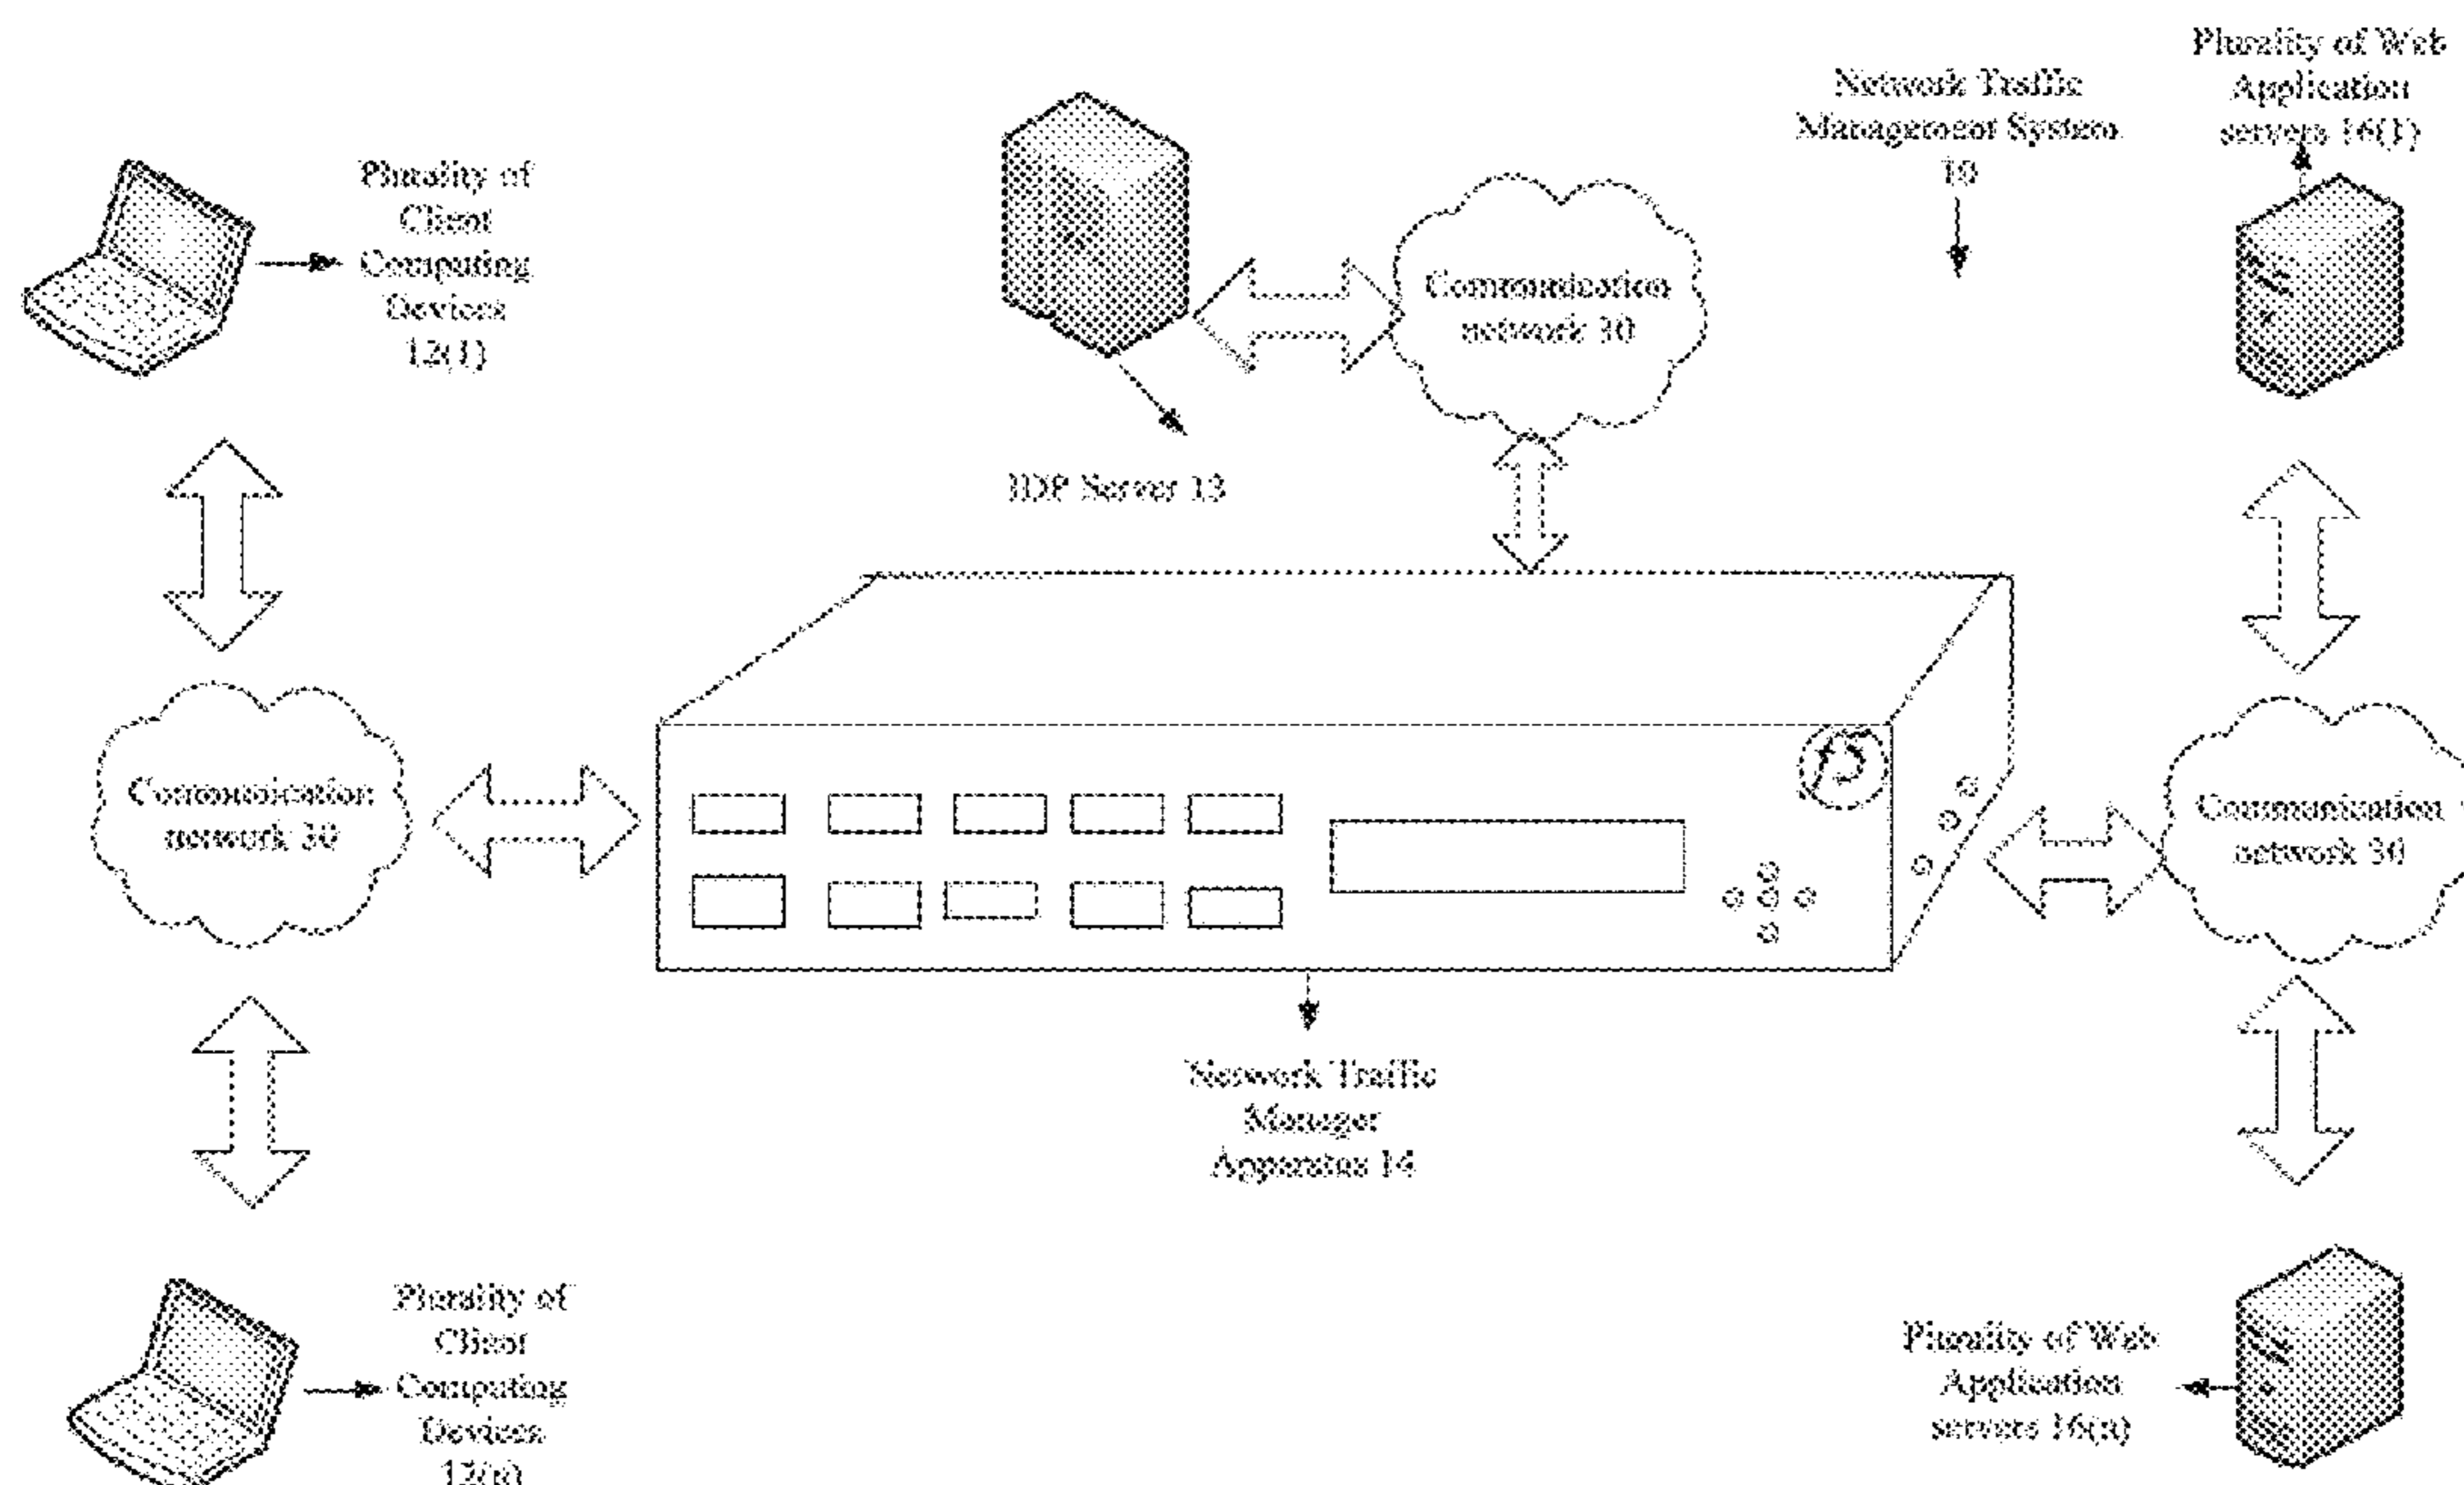 Plurality of
Client
Computing
Devices
12(1)
IDP Server 13
Communication
network 30
Network Traffic
Management System
10
Plurality of Web
Application
servers 16(1)
Communication
network 30
f5
Communication
network 30
Network Traffic
Manager
Apparatus 14
Plurality of
Client
Computing
Devices
12(n)
Plurality of Web
Application
servers 16(n)